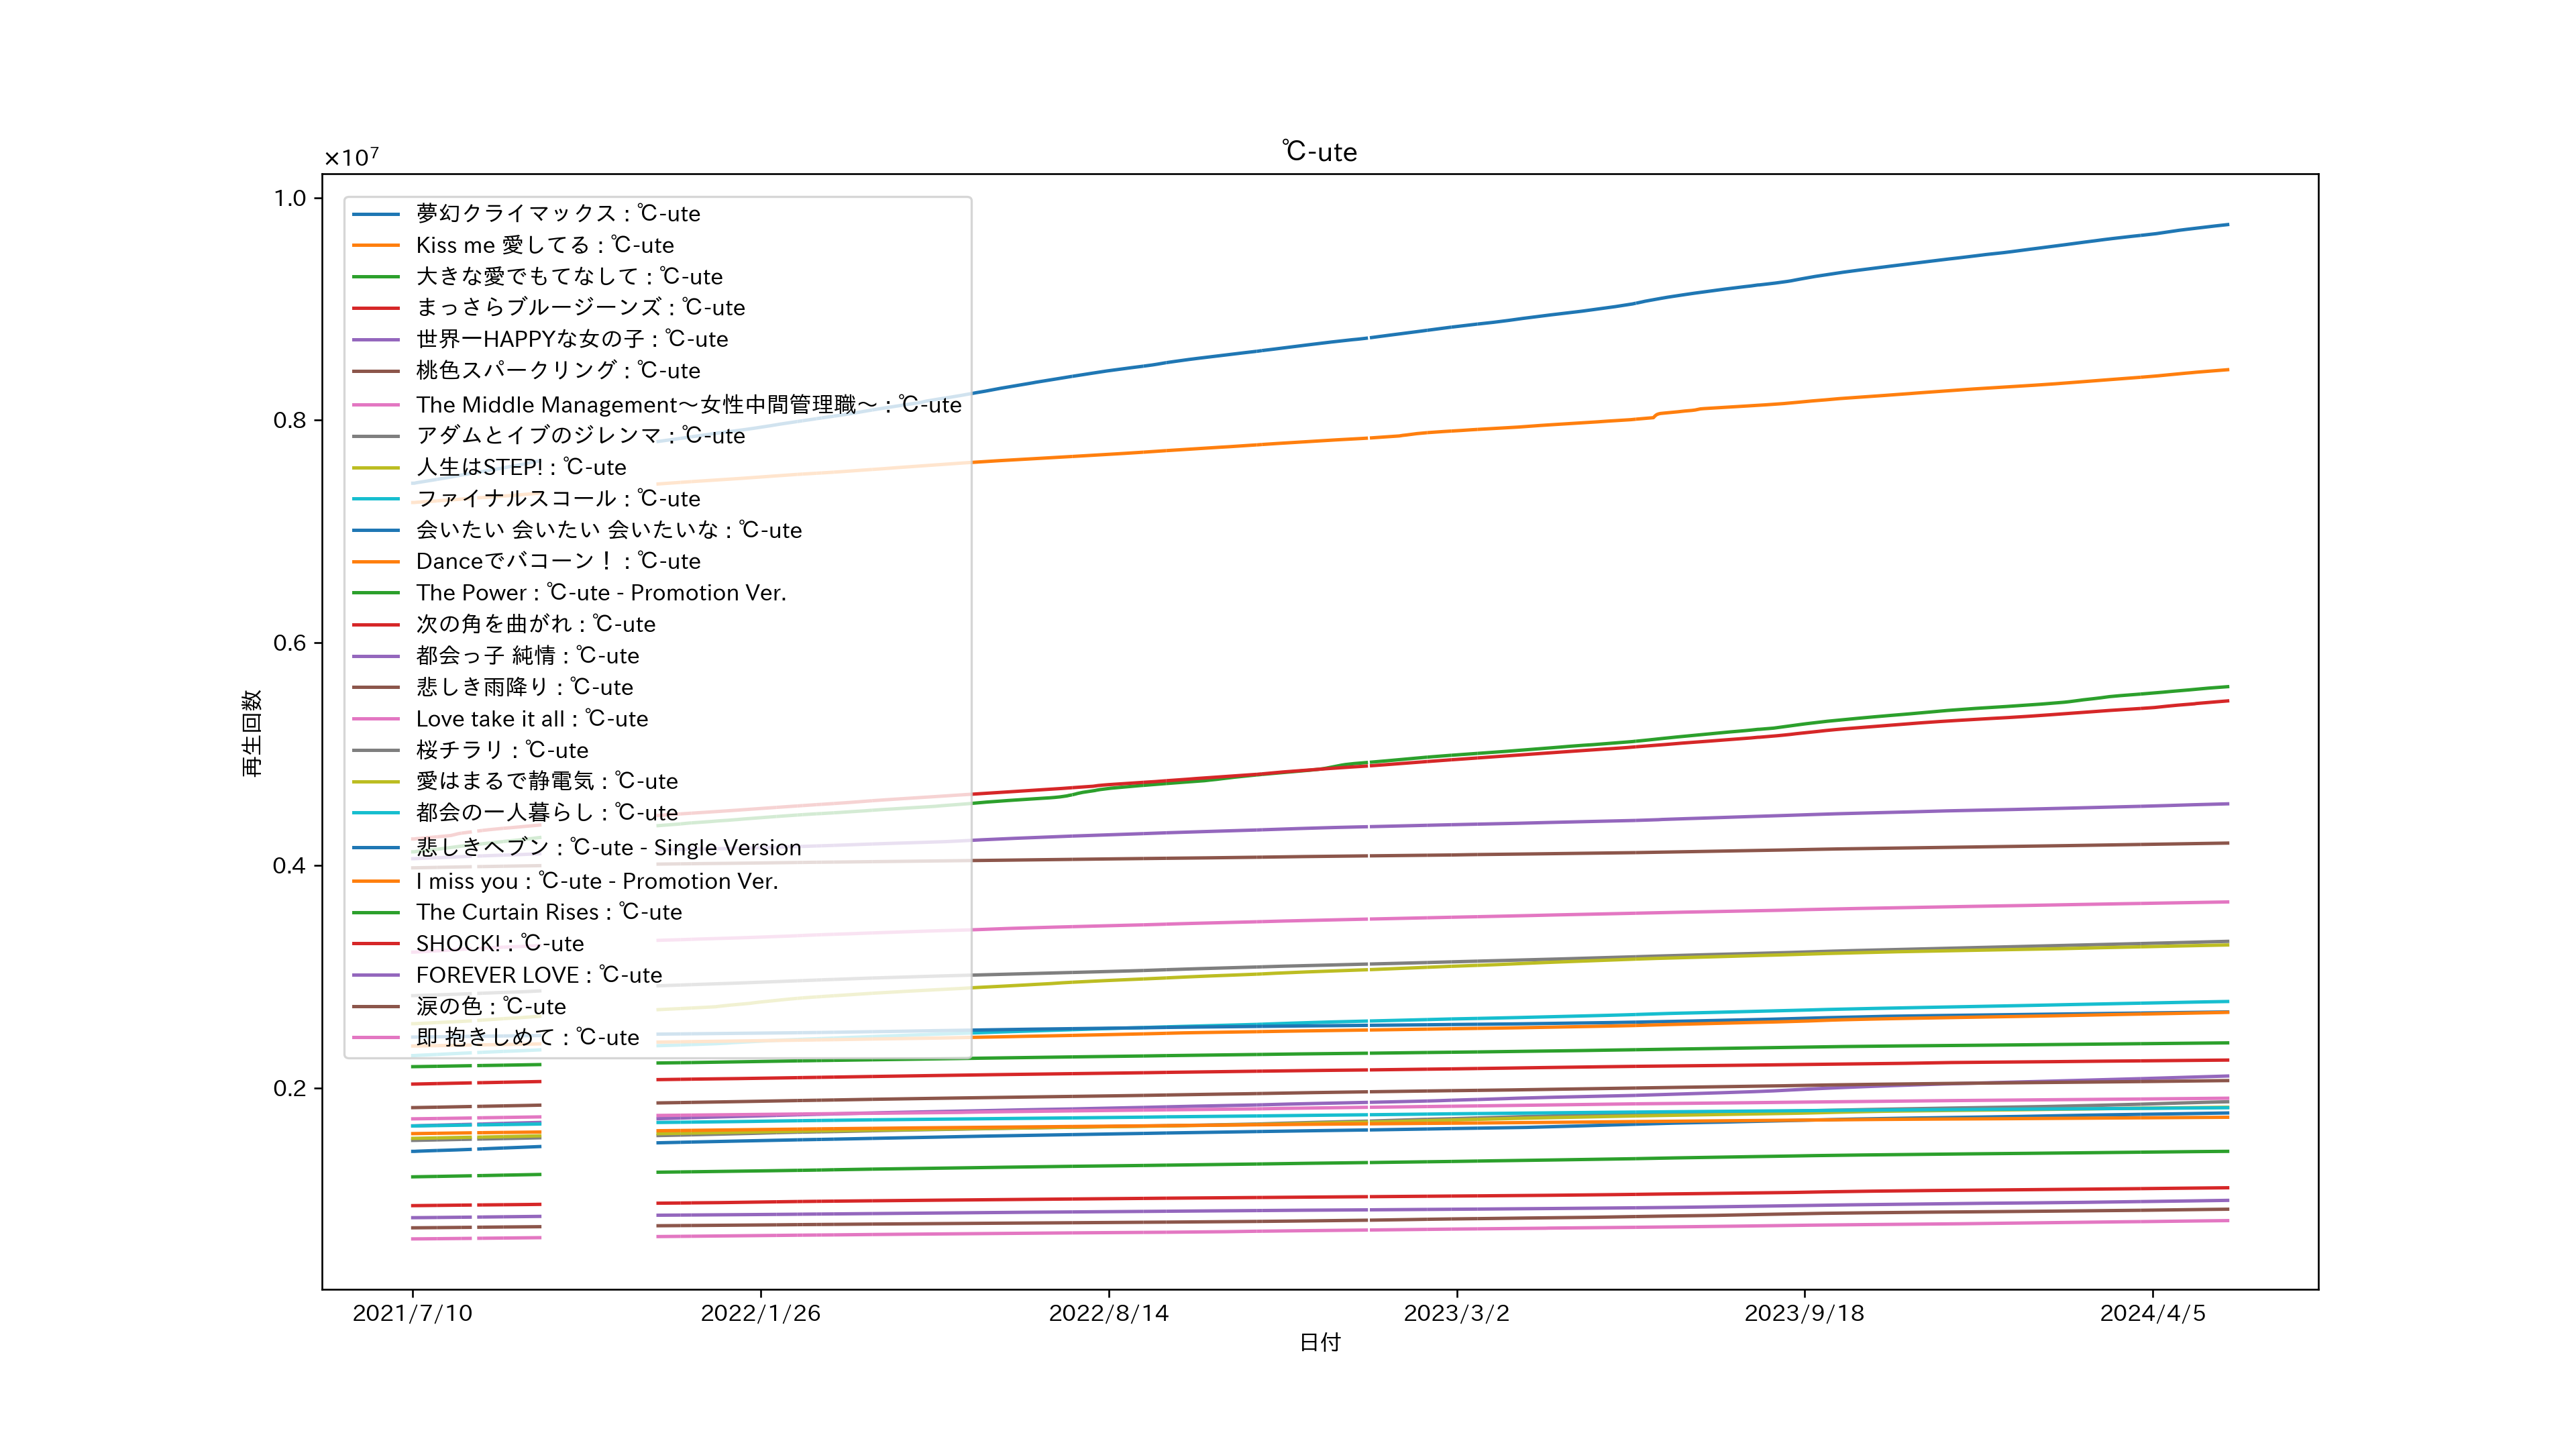 ℃-ute
×10⁷
1.0
0.8
0.6
0.4
0.2
再生回数
夢幻クライマックス : ℃-ute
Kiss me 愛してる : ℃-ute
大きな愛でもてなして : ℃-ute
まっさらブルージーンズ : ℃-ute
世界一HAPPYな女の子 : ℃-ute
桃色スパークリング : ℃-ute
The Middle Management～女性中間管理職～ : ℃-ute
アダムとイブのジレンマ : ℃-ute
人生はSTEP! : ℃-ute
ファイナルスコール : ℃-ute
会いたい 会いたい 会いたいな : ℃-ute
Danceでバコーン！ : ℃-ute
The Power : ℃-ute - Promotion Ver.
次の角を曲がれ : ℃-ute
都会っ子 純情 : ℃-ute
悲しき雨降り : ℃-ute
Love take it all : ℃-ute
桜チラリ : ℃-ute
愛はまるで静電気 : ℃-ute
都会の一人暮らし : ℃-ute
悲しきヘブン : ℃-ute - Single Version
I miss you : ℃-ute - Promotion Ver.
The Curtain Rises : ℃-ute
SHOCK! : ℃-ute
FOREVER LOVE : ℃-ute
涙の色 : ℃-ute
即 抱きしめて : ℃-ute
2021/7/10
2022/1/26
2022/8/14
2023/3/2
2023/9/18
2024/4/5
日付